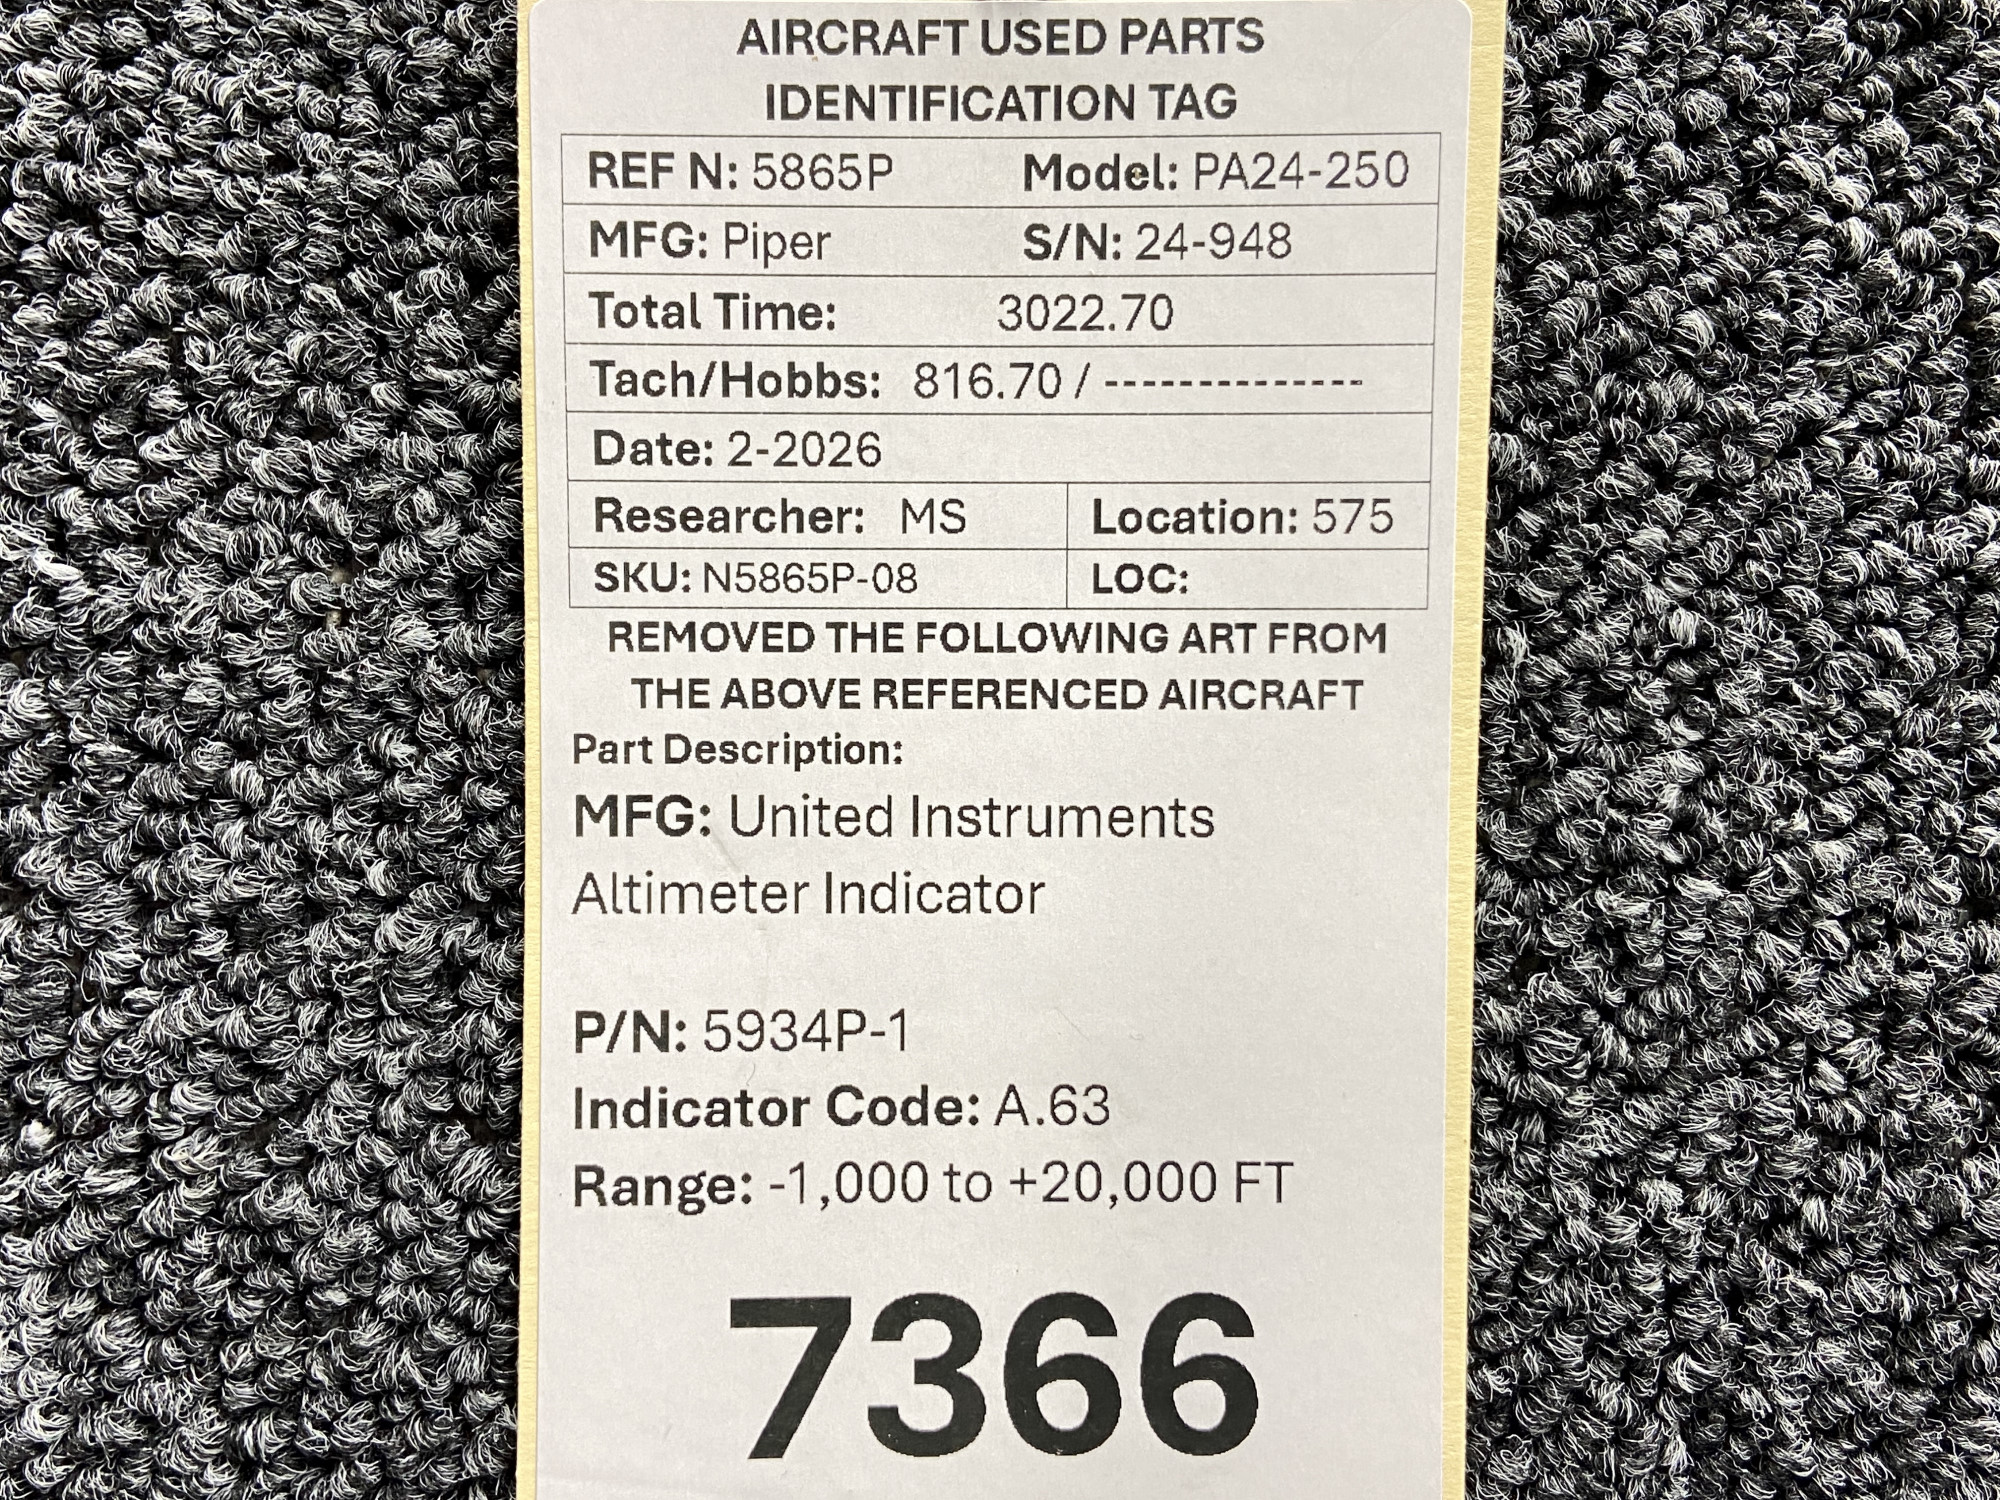 AIRCRAFT USED PARTS
IDENTIFICATION TAG
REF N: 5865P Model: PA24-250
MFG: Piper S/N: 24-948
Total Time: 3022.70
Tach/Hobbs: 816.70 / --------------
Date: 2-2026
Researcher: MS Location: 575
SKU: N5865P-08 LOC:
REMOVED THE FOLLOWING ART FROM
THE ABOVE REFERENCED AIRCRAFT
Part Description:
MFG: United Instruments
Altimeter Indicator
P/N: 5934P-1
Indicator Code: A.63
Range: -1,000 to +20,000 FT
7366